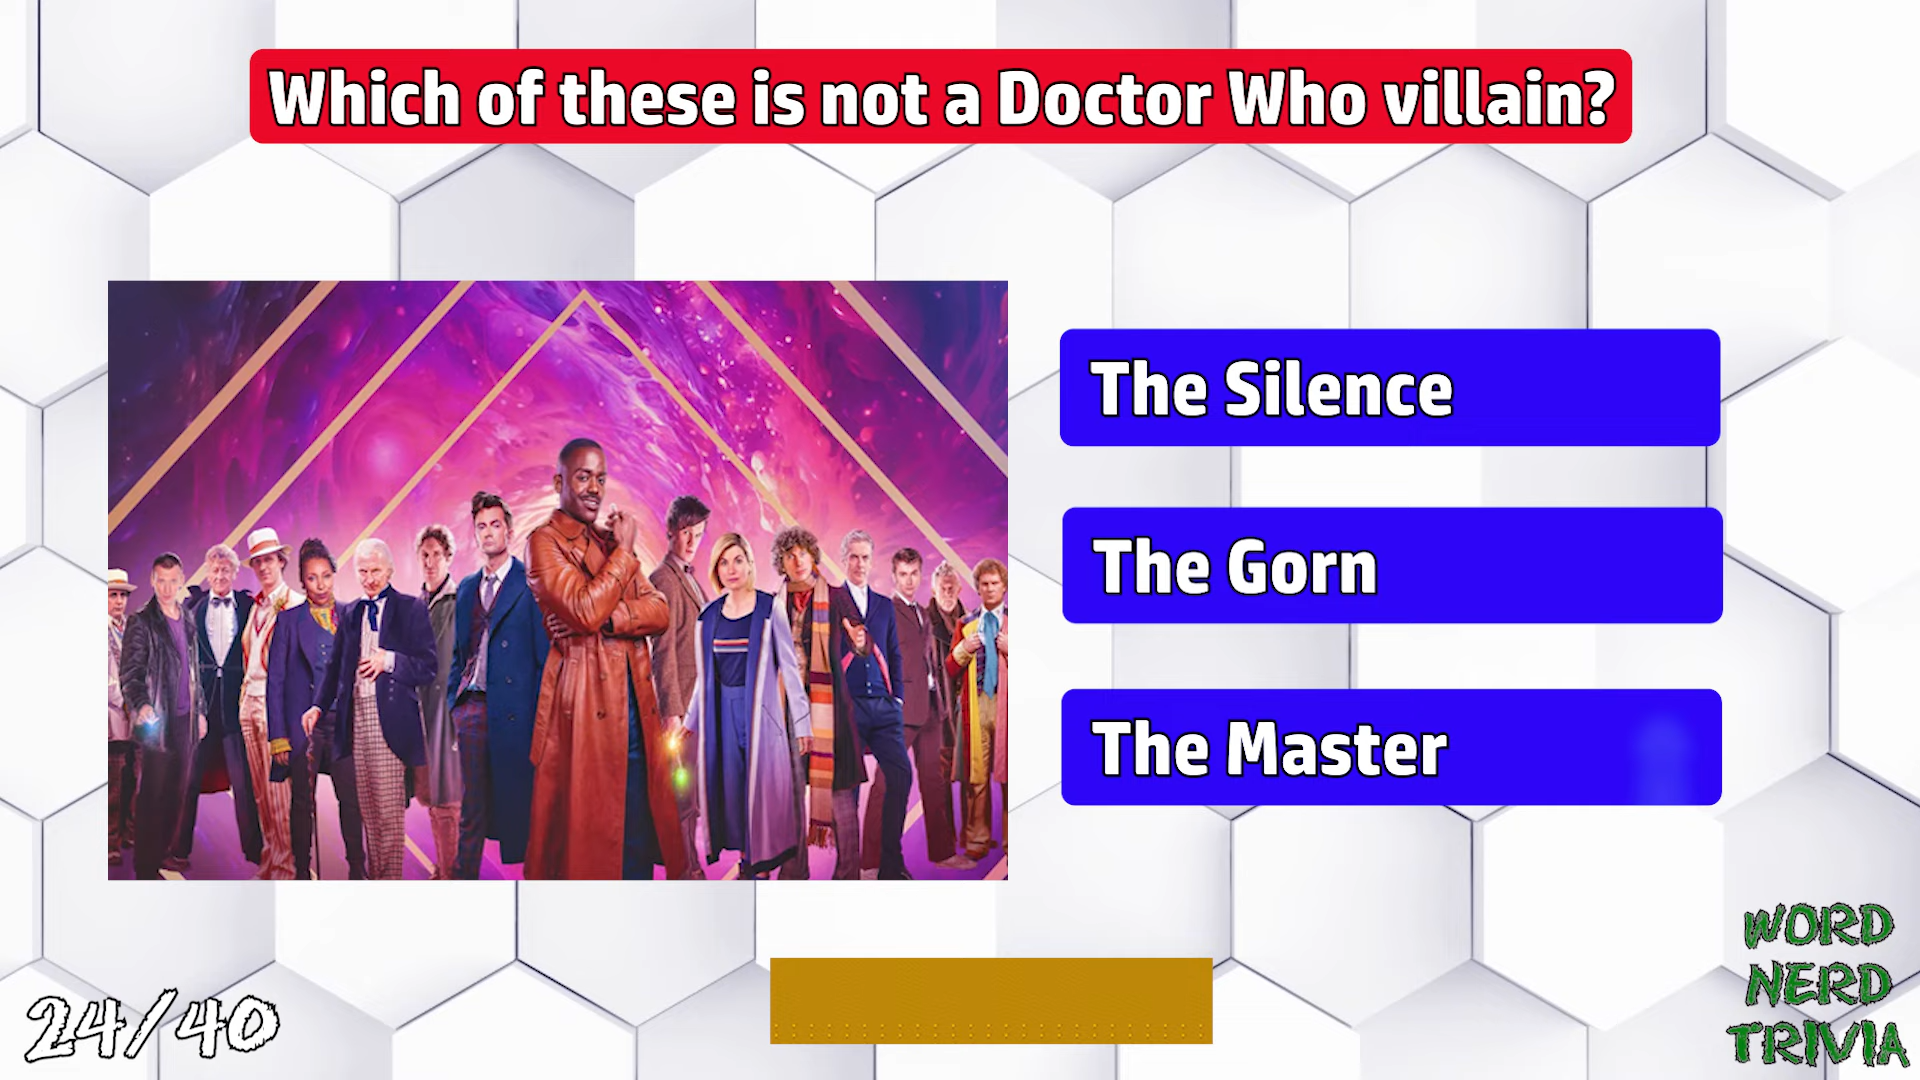 Which of these is not a Doctor Who villain?
The Silence
The Gorn
The Master
24/40
WORD
NERD
TRIVIA